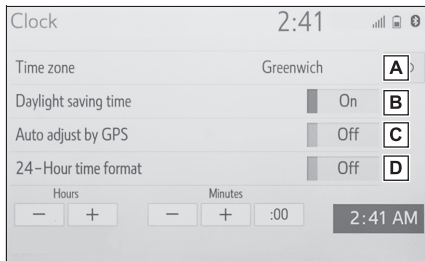 Clock 2:41
Time zone Greenwich A
Daylight saving time On B
Auto adjust by GPS Off C
24-Hour time format Off D
Hours Minutes
− + − + :00 2:41 AM